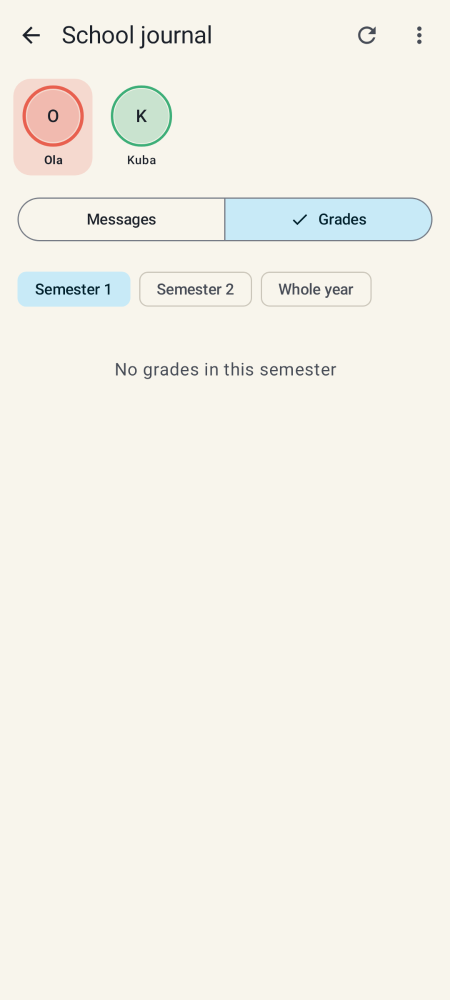 School journal
O
K
Ola
Kuba
Messages
Grades
Semester 1
Semester 2
Whole year
No grades in this semester